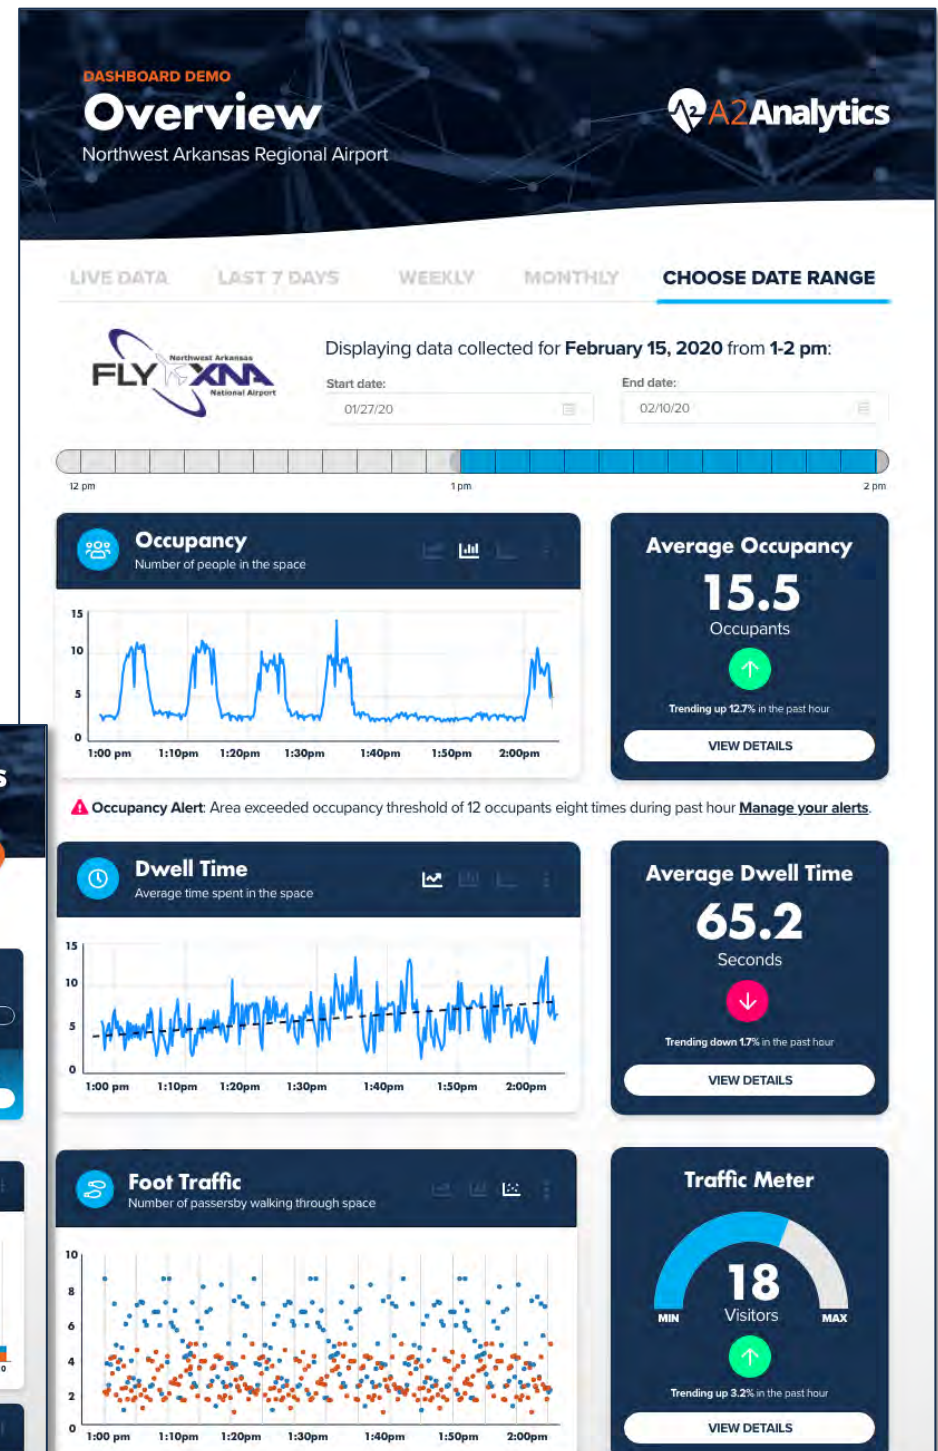 DASHBOARD DEMO
Overview
Northwest Arkansas Regional Airport
A2 A2Analytics
LIVE DATA LAST 7 DAYS WEEKLY MONTHLY CHOOSE DATE RANGE
Northwest Arkansas
FLY XNA
National Airport
Displaying data collected for February 15, 2020 from 1-2 pm:
Start date: End date:
01/27/20 02/10/20
12 pm 1 pm 2 pm
Occupancy
Number of people in the space
15
10
5
0
1:00 pm 1:10pm 1:20pm 1:30pm 1:40pm 1:50pm 2:00pm
Average Occupancy
15.5
Occupants
Trending up 12.7% in the past hour
VIEW DETAILS
Occupancy Alert: Area exceeded occupancy threshold of 12 occupants eight times during past hour Manage your alerts.
Dwell Time
Average time spent in the space
15
10
5
0
1:00 pm 1:10pm 1:20pm 1:30pm 1:40pm 1:50pm 2:00pm
Average Dwell Time
65.2
Seconds
Trending down 1.7% in the past hour
VIEW DETAILS
Foot Traffic
Number of passersby walking through space
10
8
6
4
2
0
1:00 pm 1:10pm 1:20pm 1:30pm 1:40pm 1:50pm 2:00pm
Traffic Meter
18
Visitors
MIN MAX
Trending up 3.2% in the past hour
VIEW DETAILS
s
0